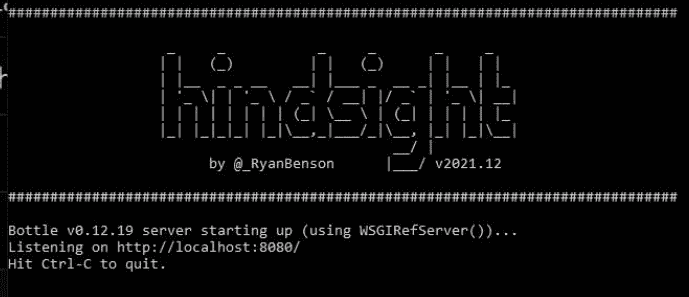 ################################################################################
hindsight
by @_RyanBenson v2021.12
################################################################################
Bottle v0.12.19 server starting up (using WSGIRefServer())...
Listening on http://localhost:8080/
Hit Ctrl-C to quit.